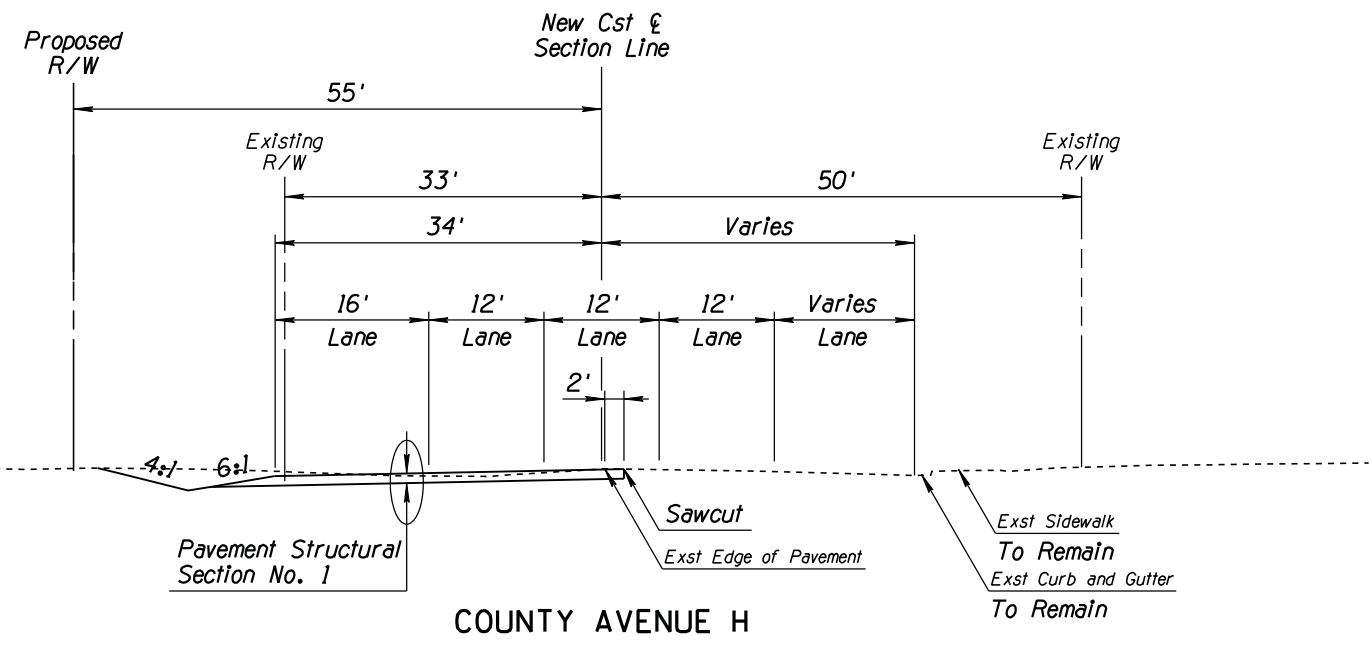 New Cst ℄
Section Line
Proposed
R/W
55'
Existing
R/W
Existing
R/W
33'
50'
34'
Varies
16'
Lane
12'
Lane
12'
Lane
12'
Lane
Varies
Lane
2'
4:1
6:1
Sawcut
Exst Edge of Pavement
Pavement Structural
Section No. 1
Exst Sidewalk
To Remain
Exst Curb and Gutter
To Remain
COUNTY AVENUE H